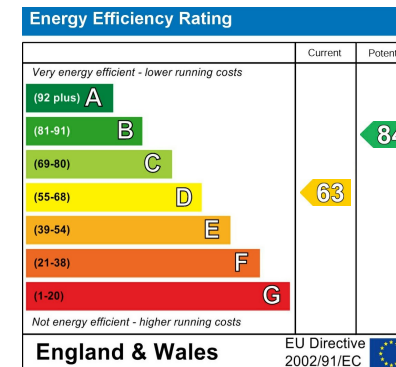 Energy Efficiency Rating
Current Potent
Very energy efficient - lower running costs
(92 plus) A
(81-91) B
84
(69-80) C
(55-68) D
63
(39-54) E
(21-38) F
(1-20) G
Not energy efficient - higher running costs
England & Wales
EU Directive
2002/91/EC